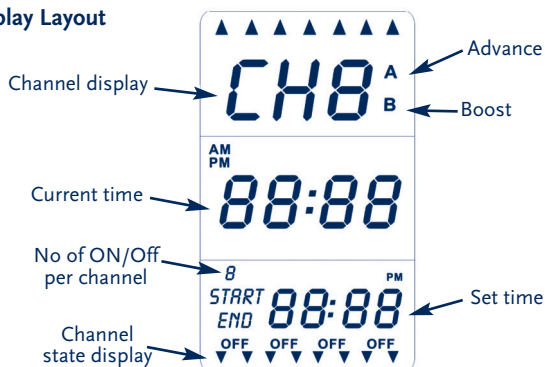 play Layout
Advance
CH8 A
Channel display
B
Boost
AM
PM
Current time
88:88
No of ON/Off
per channel
8
PM
START
88:88
Set time
END
Channel
state display
OFF OFF OFF OFF